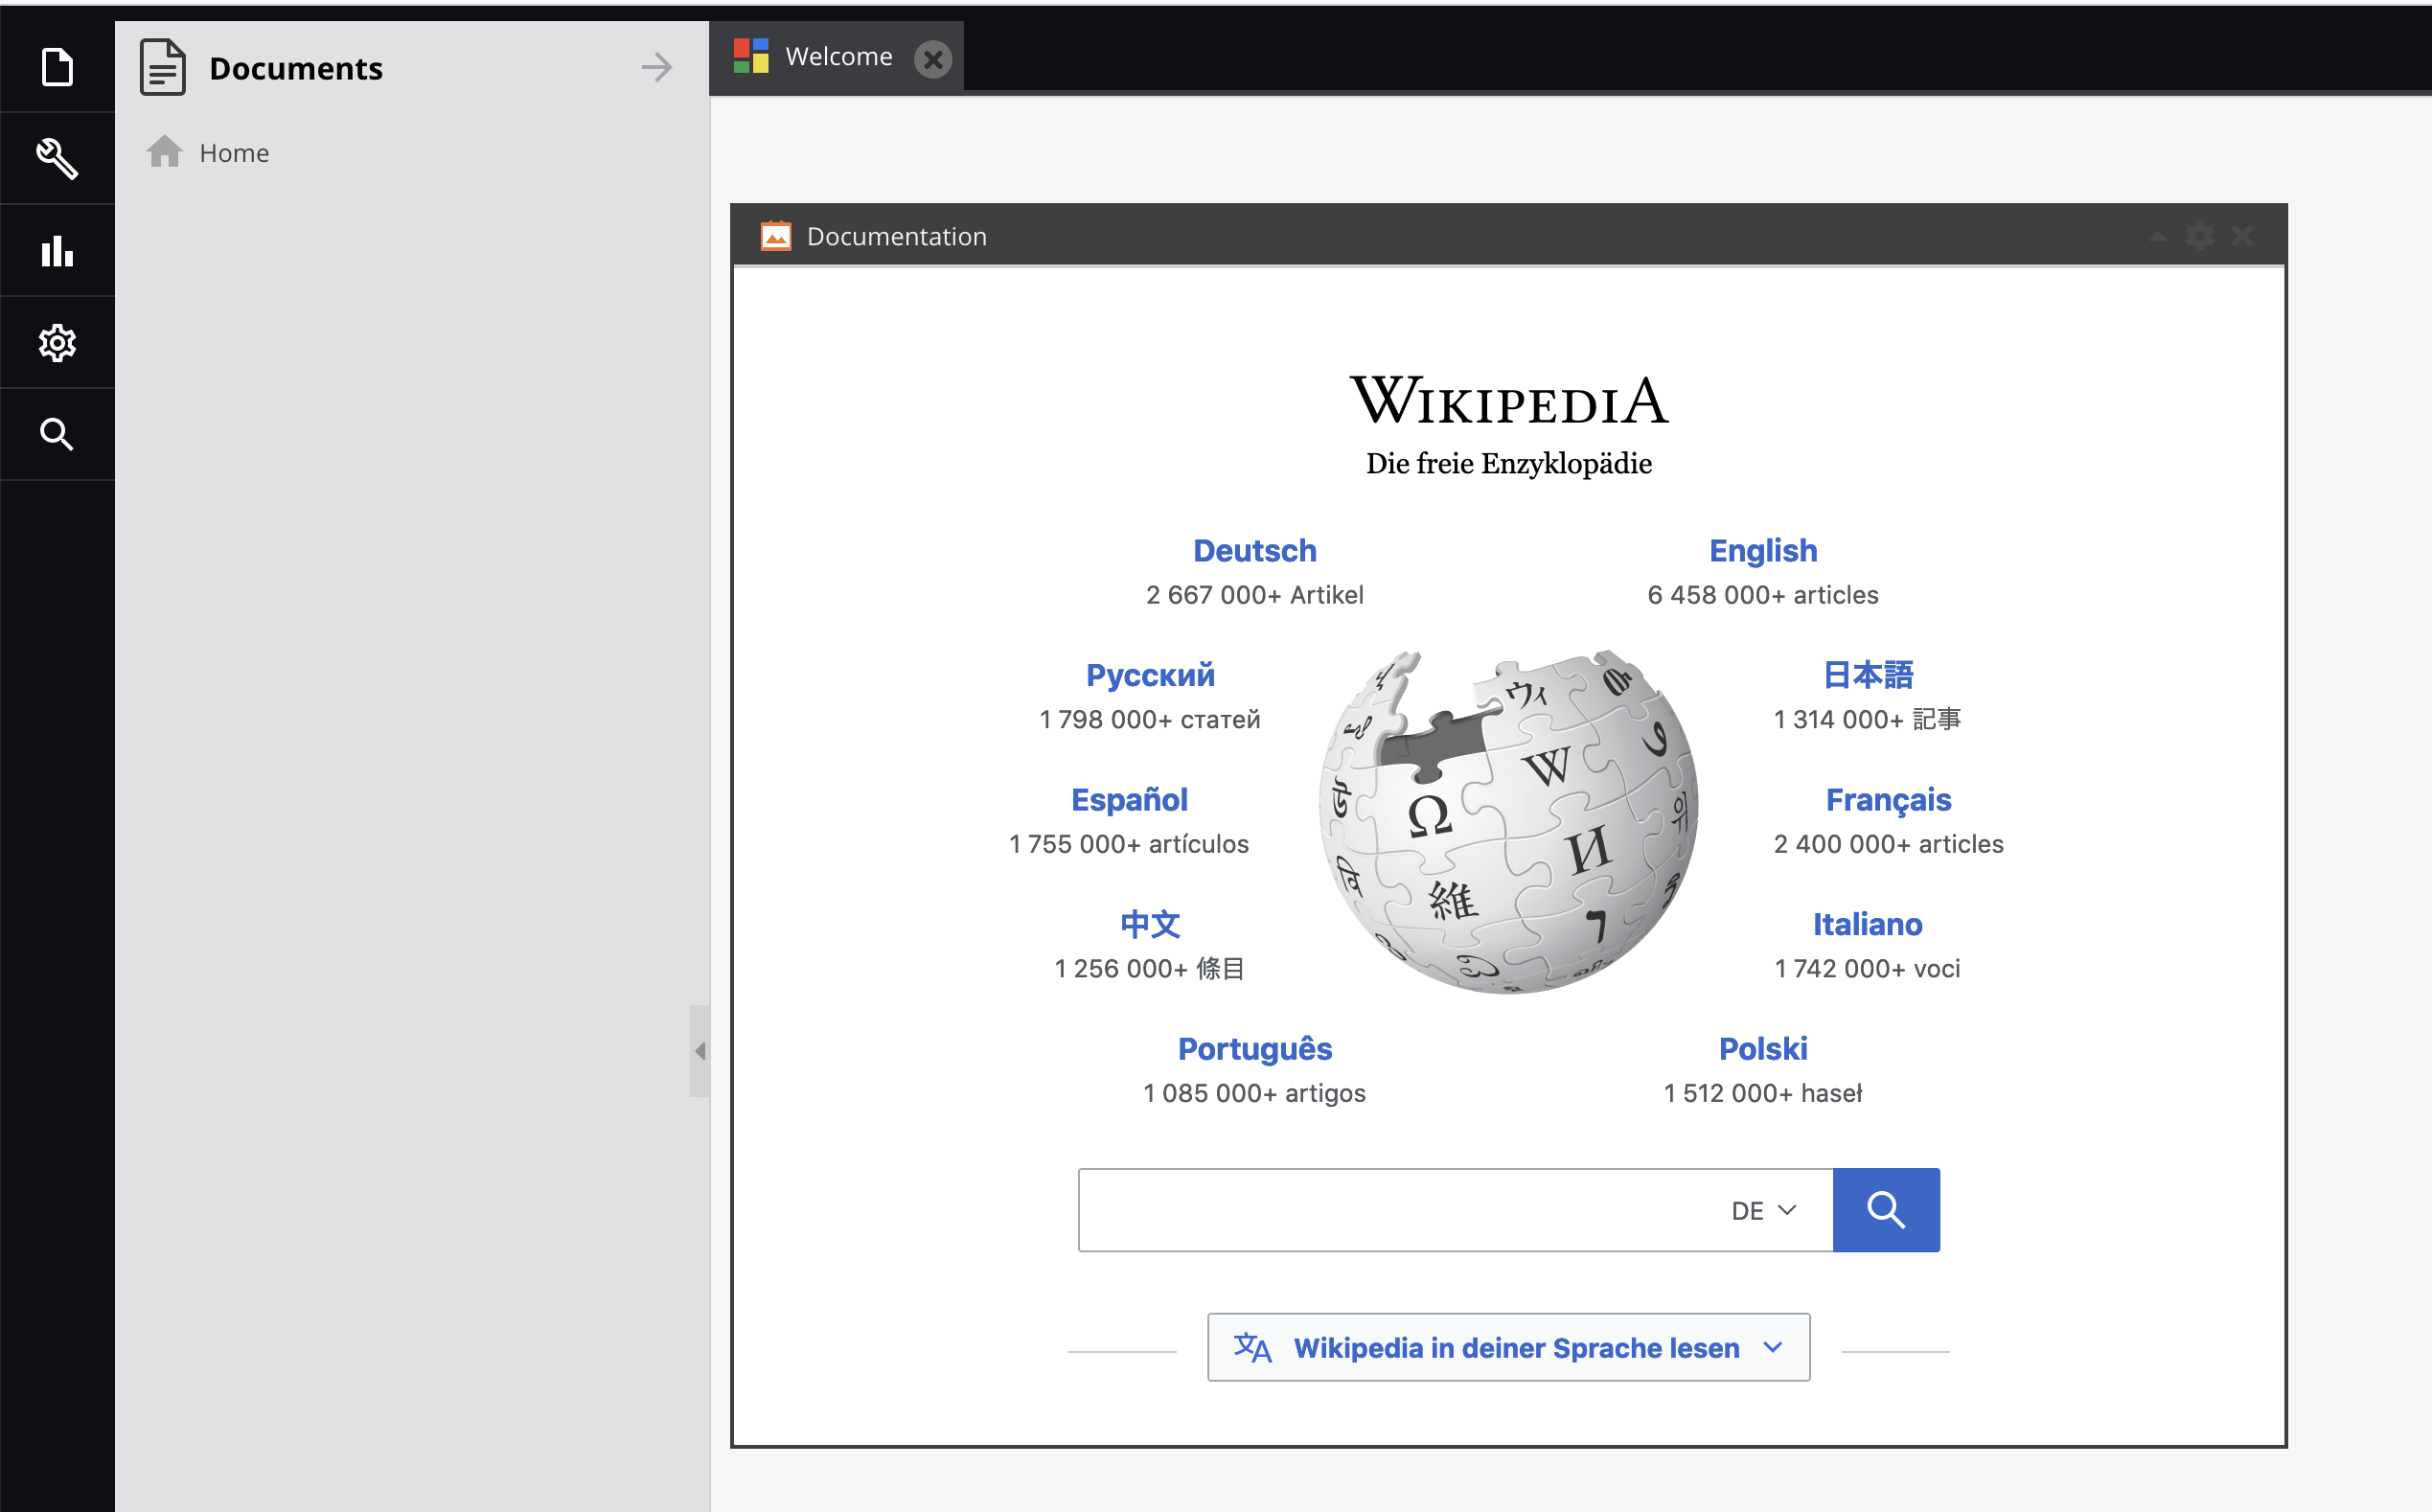 Documents
Home
Welcome
Documentation
WIKIPEDIA
Die freie Enzyklopädie
Deutsch
2 667 000+ Artikel
English
6 458 000+ articles
Русский
1 798 000+ статей
日本語
1 314 000+ 記事
Español
1 755 000+ artículos
Français
2 400 000+ articles
中文
1 256 000+ 條目
Italiano
1 742 000+ voci
Português
1 085 000+ artigos
Polski
1 512 000+ haseł
ウィ
W
Ω
И
維
י
DE
Wikipedia in deiner Sprache lesen